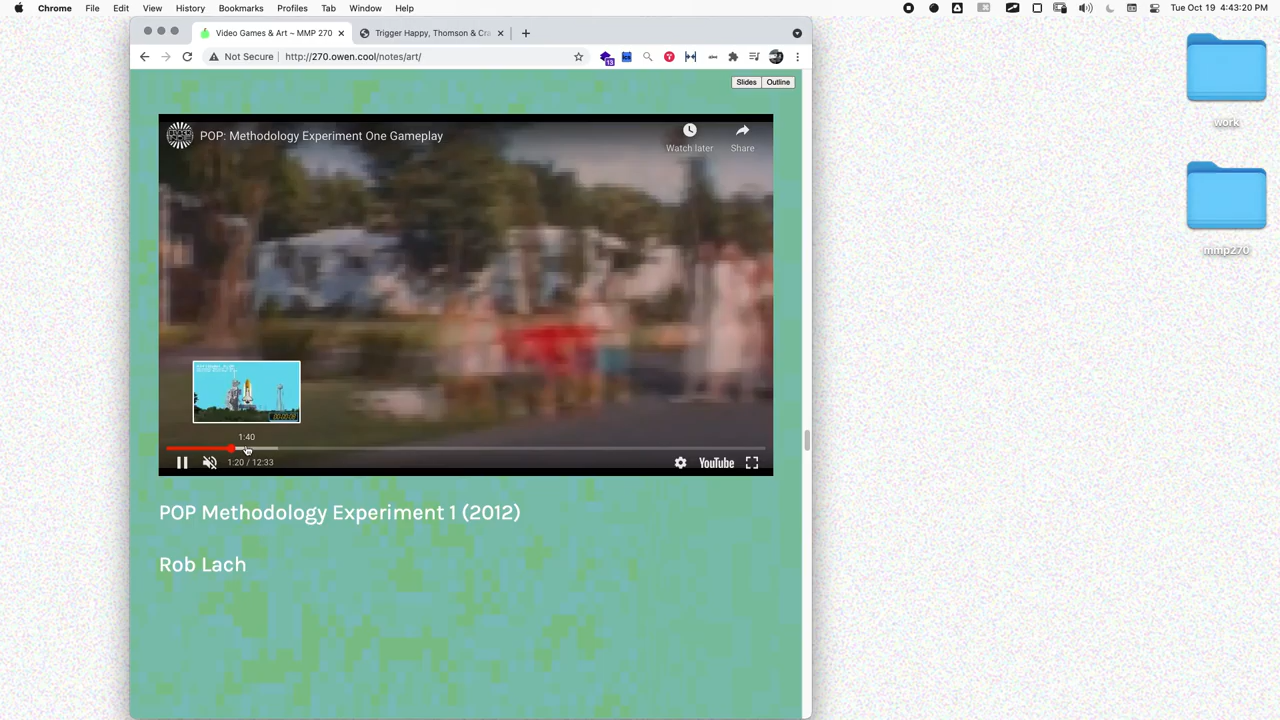 Chrome File Edit View History Bookmarks Profiles Tab Window Help
Tue Oct 19 4:43:20 PM
Video Games & Art ~ MMP 270
Trigger Happy, Thomson & Cra
Not Secure
http://270.owen.cool/notes/art/
13
Slides Outline
POP: Methodology Experiment One Gameplay
Watch later
Share
1:40
1:20 / 12:33
YouTube
POP Methodology Experiment 1 (2012)
Rob Lach
work
mmp270